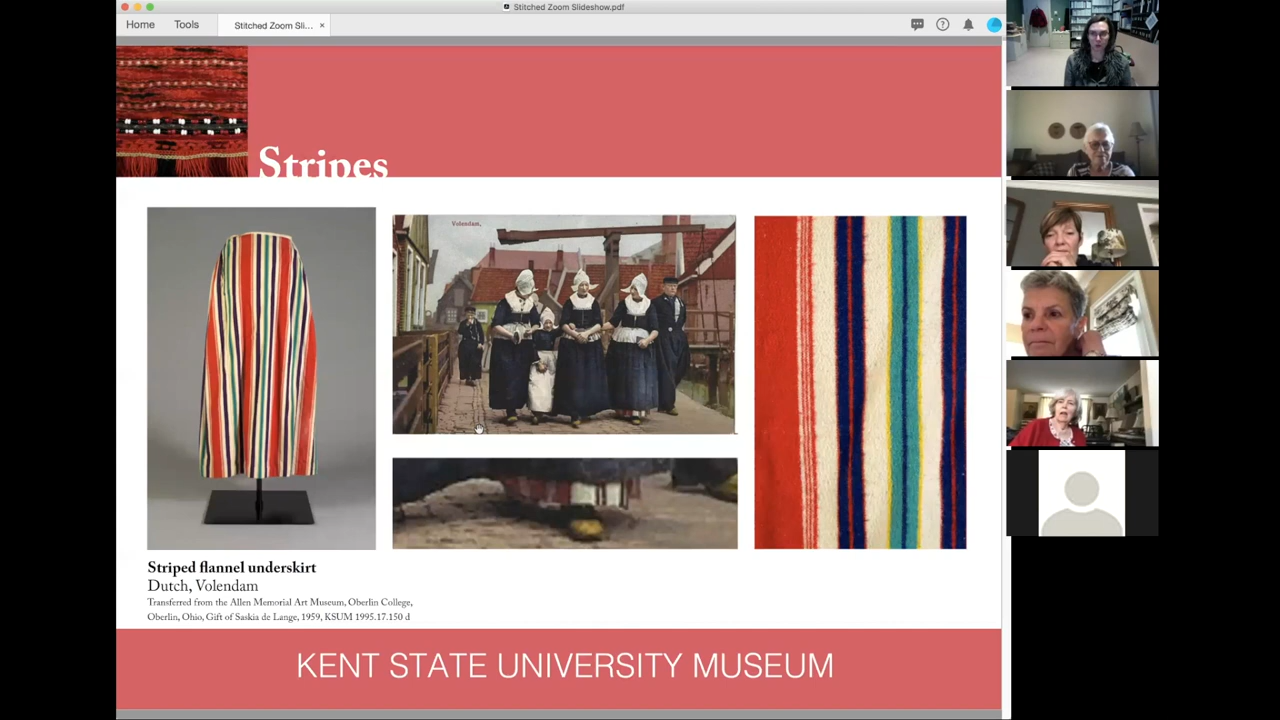 Stitched Zoom Slideshow.pdf
Home
Tools
Stitched Zoom Sli... ×
Stripes
Volendam,
Striped flannel underskirt
Dutch, Volendam
Transferred from the Allen Memorial Art Museum, Oberlin College,
Oberlin, Ohio, Gift of Saskia de Lange, 1959, KSUM 1995.17.150 d
KENT STATE UNIVERSITY MUSEUM